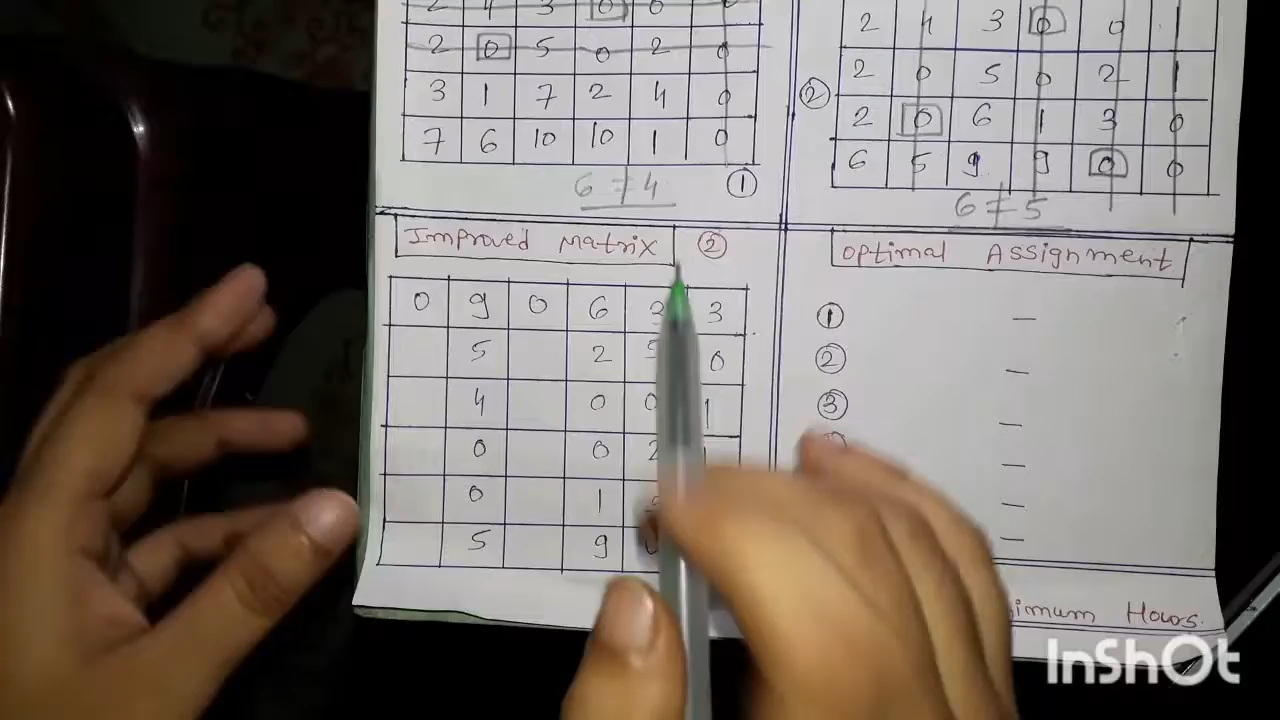 2 4 3 0 0
2 0 5 0 2 0
3 1 7 2 4 0
7 6 10 10 1 0
6 ≠ 4 ①
2 4 3 0 0 1
2 0 5 0 2 1
②
2 0 6 1 3 0
6 5 9 9 0 0
6 ≠ 5
Improved Matrix ②
0 9 0 6 3 3
5 2 0
4 0 0 1
0 0 2
0 1
5 9
Optimal Assignment
① —
② —
③ —
—
—
—
Hours.
InShOt